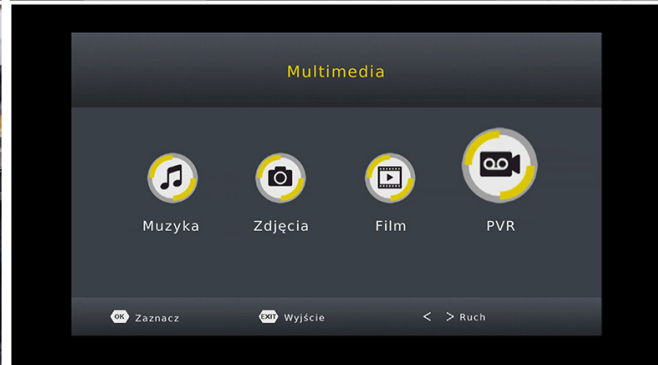 Multimedia
Muzyka Zdjęcia Film PVR
OK Zaznacz EXIT Wyjście < > Ruch